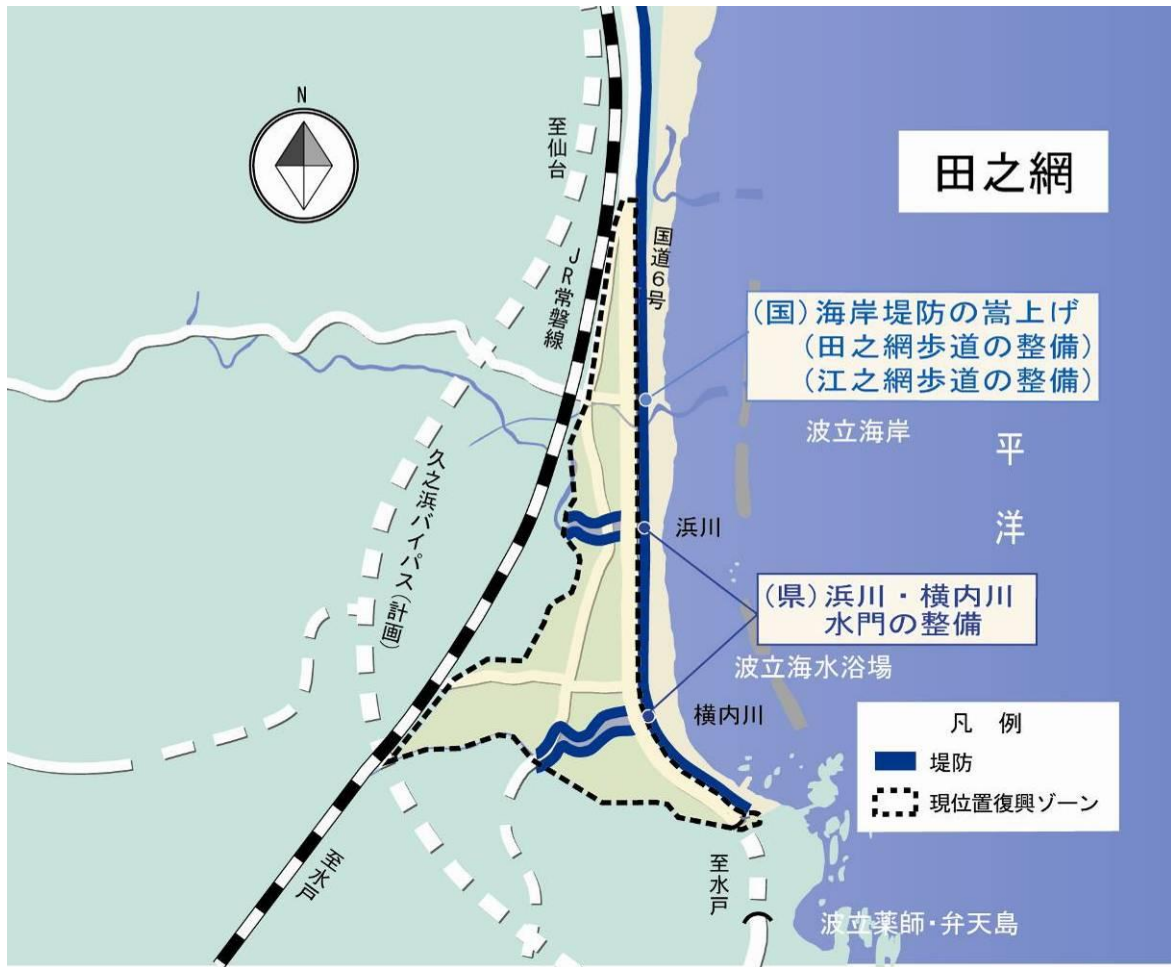 N
田之網
至仙台
JR常磐線
国道6号
(国)海岸堤防の嵩上げ
(田之網歩道の整備)
(江之網歩道の整備)
波立海岸
平洋
久之浜バイパス(計画)
浜川
(県)浜川・横内川
水門の整備
波立海水浴場
横内川
凡 例
堤防
現位置復興ゾーン
至水戸
至水戸
波立薬師・弁天島